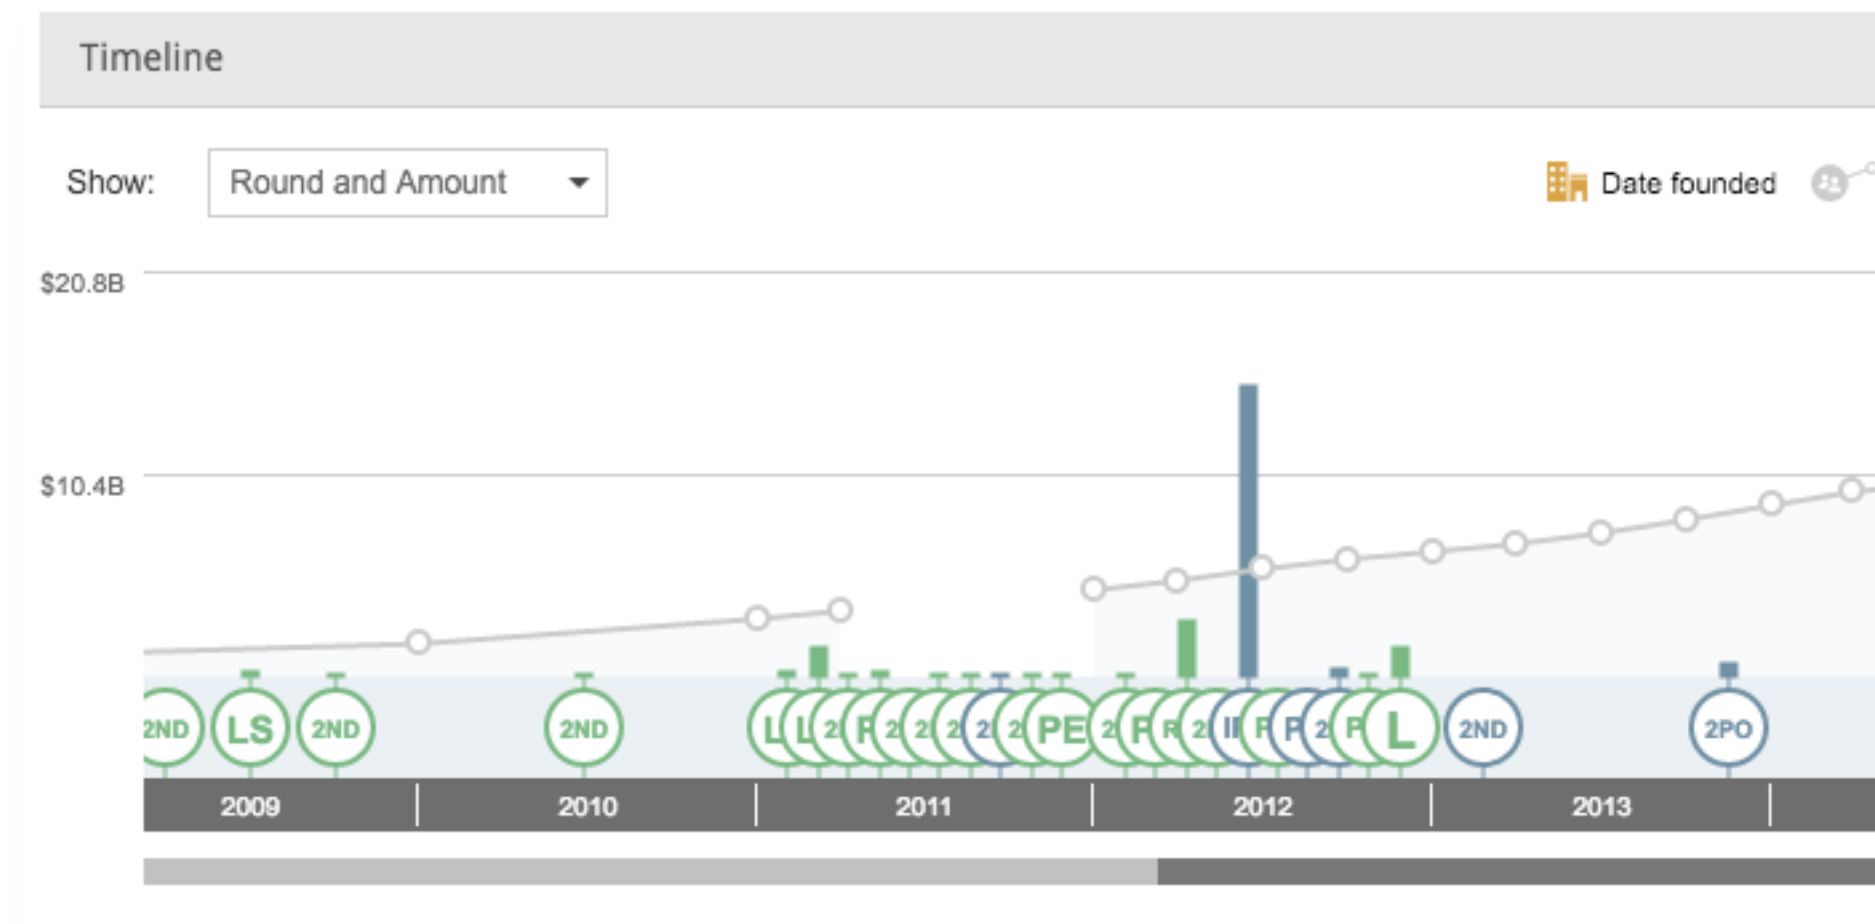 Timeline
Show: Round and Amount
Date founded
$20.8B
$10.4B
2ND LS 2ND 2ND PE L 2ND 2PO
2009 2010 2011 2012 2013